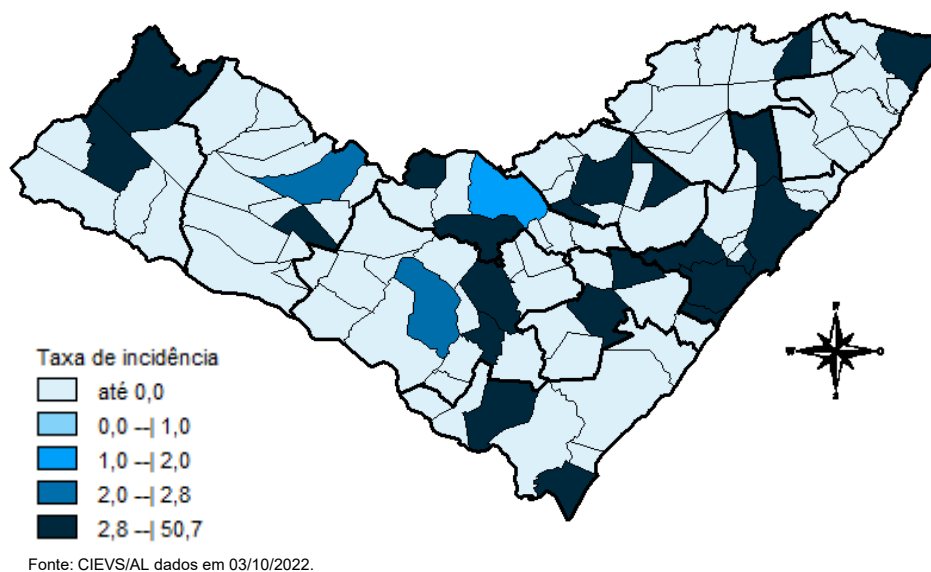 Taxa de incidência
até 0,0
0,0 --| 1,0
1,0 --| 2,0
2,0 --| 2,8
2,8 --| 50,7
Fonte: CIEVS/AL dados em 03/10/2022.